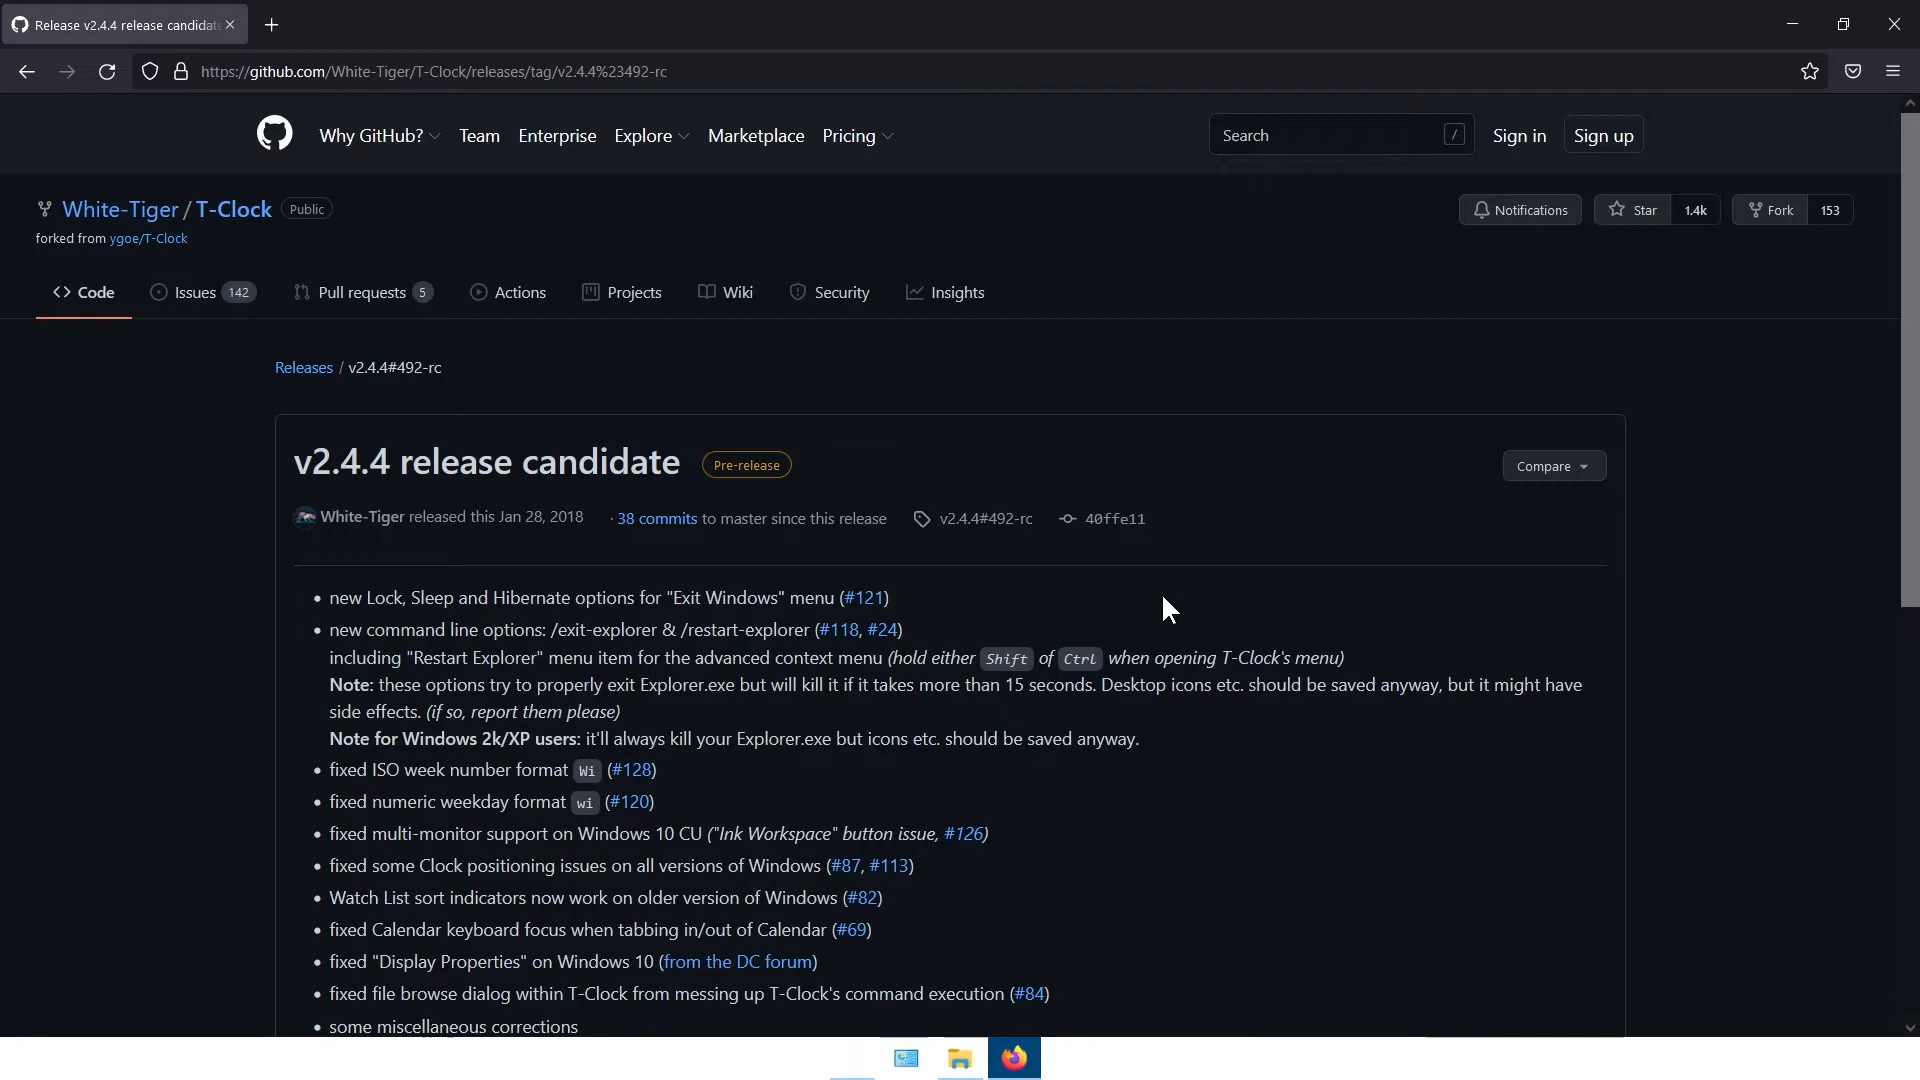 Release v2.4.4 release candidat
https://github.com/White-Tiger/T-Clock/releases/tag/v2.4.4%23492-rc
Why GitHub? Team Enterprise Explore Marketplace Pricing Search / Sign in Sign up
White-Tiger / T-Clock Public Notifications Star 1.4k Fork 153
forked from ygoe/T-Clock
<> Code Issues 142 Pull requests 5 Actions Projects Wiki Security Insights
Releases / v2.4.4#492-rc
v2.4.4 release candidate Pre-release Compare
White-Tiger released this Jan 28, 2018 · 38 commits to master since this release v2.4.4#492-rc 40ffe11
• new Lock, Sleep and Hibernate options for "Exit Windows" menu (#121)
• new command line options: /exit-explorer & /restart-explorer (#118, #24)
including "Restart Explorer" menu item for the advanced context menu (hold either Shift of Ctrl when opening T-Clock's menu)
Note: these options try to properly exit Explorer.exe but will kill it if it takes more than 15 seconds. Desktop icons etc. should be saved anyway, but it might have
side effects. (if so, report them please)
Note for Windows 2k/XP users: it'll always kill your Explorer.exe but icons etc. should be saved anyway.
• fixed ISO week number format Wi (#128)
• fixed numeric weekday format wi (#120)
• fixed multi-monitor support on Windows 10 CU ("Ink Workspace" button issue, #126)
• fixed some Clock positioning issues on all versions of Windows (#87, #113)
• Watch List sort indicators now work on older version of Windows (#82)
• fixed Calendar keyboard focus when tabbing in/out of Calendar (#69)
• fixed "Display Properties" on Windows 10 (from the DC forum)
• fixed file browse dialog within T-Clock from messing up T-Clock's command execution (#84)
• some miscellaneous corrections